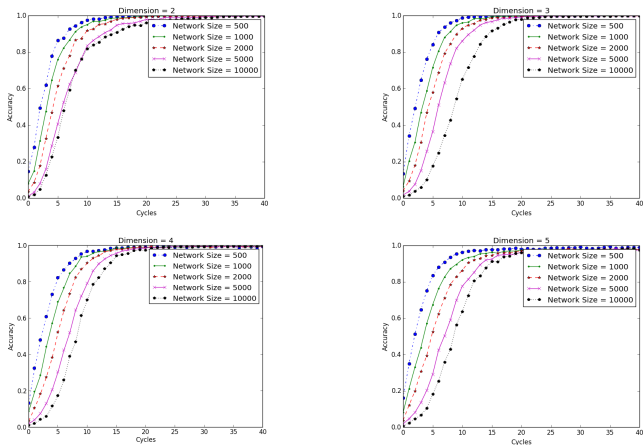 Dimension = 2
1.0
0.8
0.6
0.4
0.2
0.0
Accuracy
Network Size = 500
Network Size = 1000
Network Size = 2000
Network Size = 5000
Network Size = 10000
0 5 10 15 20 25 30 35 40
Cycles
Dimension = 3
1.0
0.8
0.6
0.4
0.2
0.0
Accuracy
Network Size = 500
Network Size = 1000
Network Size = 2000
Network Size = 5000
Network Size = 10000
0 5 10 15 20 25 30 35 40
Cycles
Dimension = 4
1.0
0.8
0.6
0.4
0.2
0.0
Accuracy
Network Size = 500
Network Size = 1000
Network Size = 2000
Network Size = 5000
Network Size = 10000
0 5 10 15 20 25 30 35 40
Cycles
Dimension = 5
1.0
0.8
0.6
0.4
0.2
0.0
Accuracy
Network Size = 500
Network Size = 1000
Network Size = 2000
Network Size = 5000
Network Size = 10000
0 5 10 15 20 25 30 35 40
Cycles